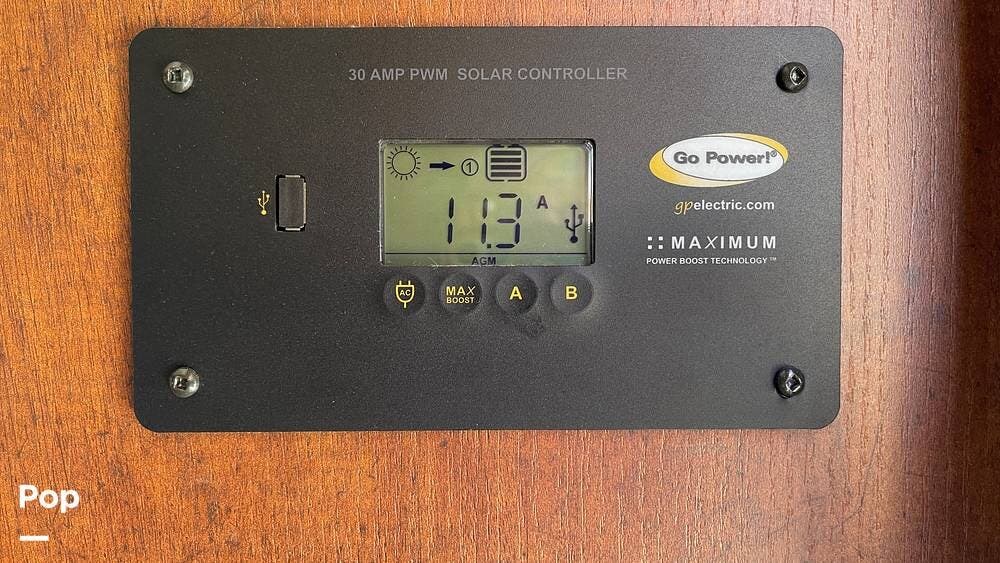 30 AMP PWM SOLAR CONTROLLER
1
11.3 A
AGM
AC
MAX BOOST
A
B
Go Power!®
gpelectric.com
MAXIMUM
POWER BOOST TECHNOLOGY™
Pop